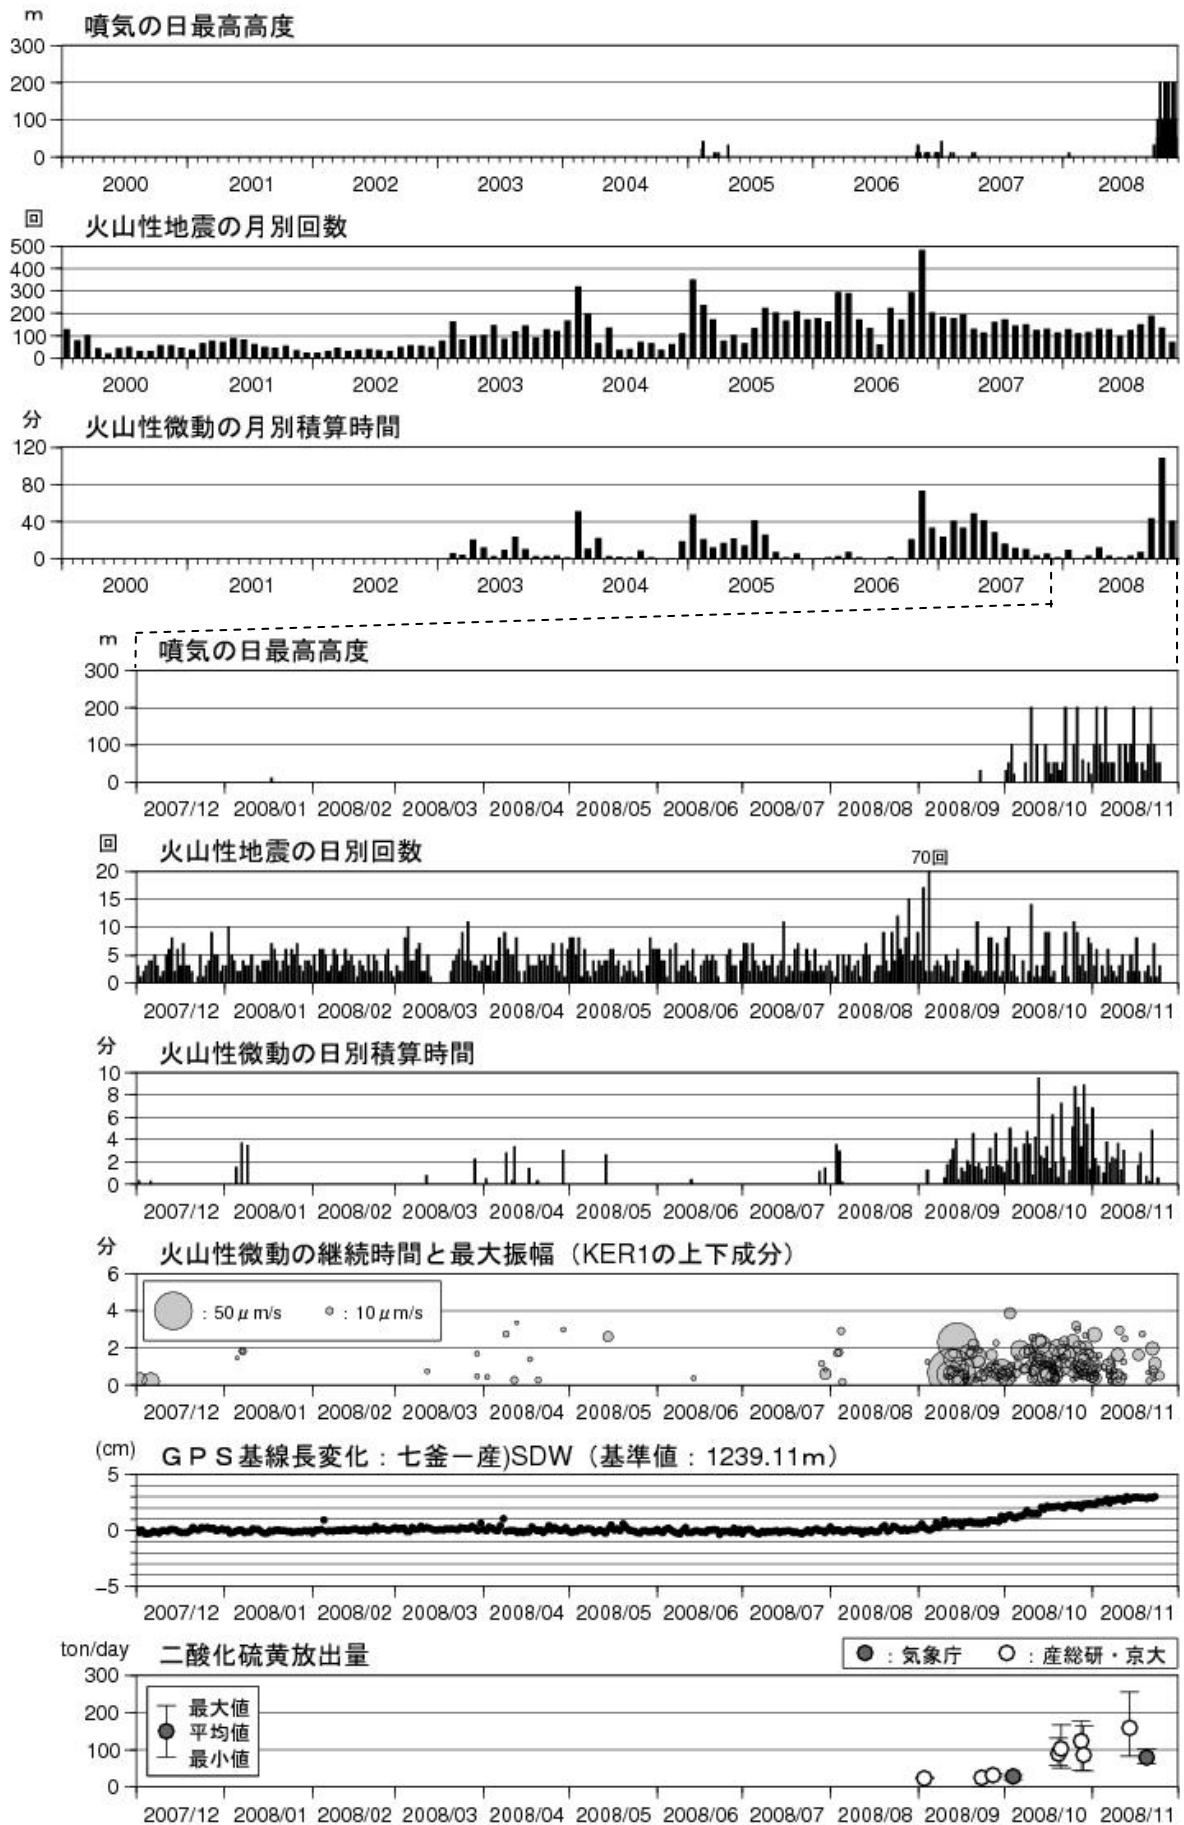 m 噴気の日最高高度
300
200
100
0
2000 2001 2002 2003 2004 2005 2006 2007 2008
回 火山性地震の月別回数
500
400
300
200
100
0
2000 2001 2002 2003 2004 2005 2006 2007 2008
分 火山性微動の月別積算時間
120
80
40
0
2000 2001 2002 2003 2004 2005 2006 2007 2008
m 噴気の日最高高度
300
200
100
0
2007/12 2008/01 2008/02 2008/03 2008/04 2008/05 2008/06 2008/07 2008/08 2008/09 2008/10 2008/11
回 火山性地震の日別回数
70回
20
15
10
5
0
2007/12 2008/01 2008/02 2008/03 2008/04 2008/05 2008/06 2008/07 2008/08 2008/09 2008/10 2008/11
分 火山性微動の日別積算時間
10
8
6
4
2
0
2007/12 2008/01 2008/02 2008/03 2008/04 2008/05 2008/06 2008/07 2008/08 2008/09 2008/10 2008/11
分 火山性微動の継続時間と最大振幅（KER1の上下成分）
6
: 50μm/s : 10μm/s
4
2
0
2007/12 2008/01 2008/02 2008/03 2008/04 2008/05 2008/06 2008/07 2008/08 2008/09 2008/10 2008/11
(cm) ＧＰＳ基線長変化：七釜－産)SDW（基準値：1239.11m）
5
0
−5
2007/12 2008/01 2008/02 2008/03 2008/04 2008/05 2008/06 2008/07 2008/08 2008/09 2008/10 2008/11
ton/day 二酸化硫黄放出量 ：気象庁 ：産総研・京大
300
最大値
200
平均値
最小値
100
0
2007/12 2008/01 2008/02 2008/03 2008/04 2008/05 2008/06 2008/07 2008/08 2008/09 2008/10 2008/11